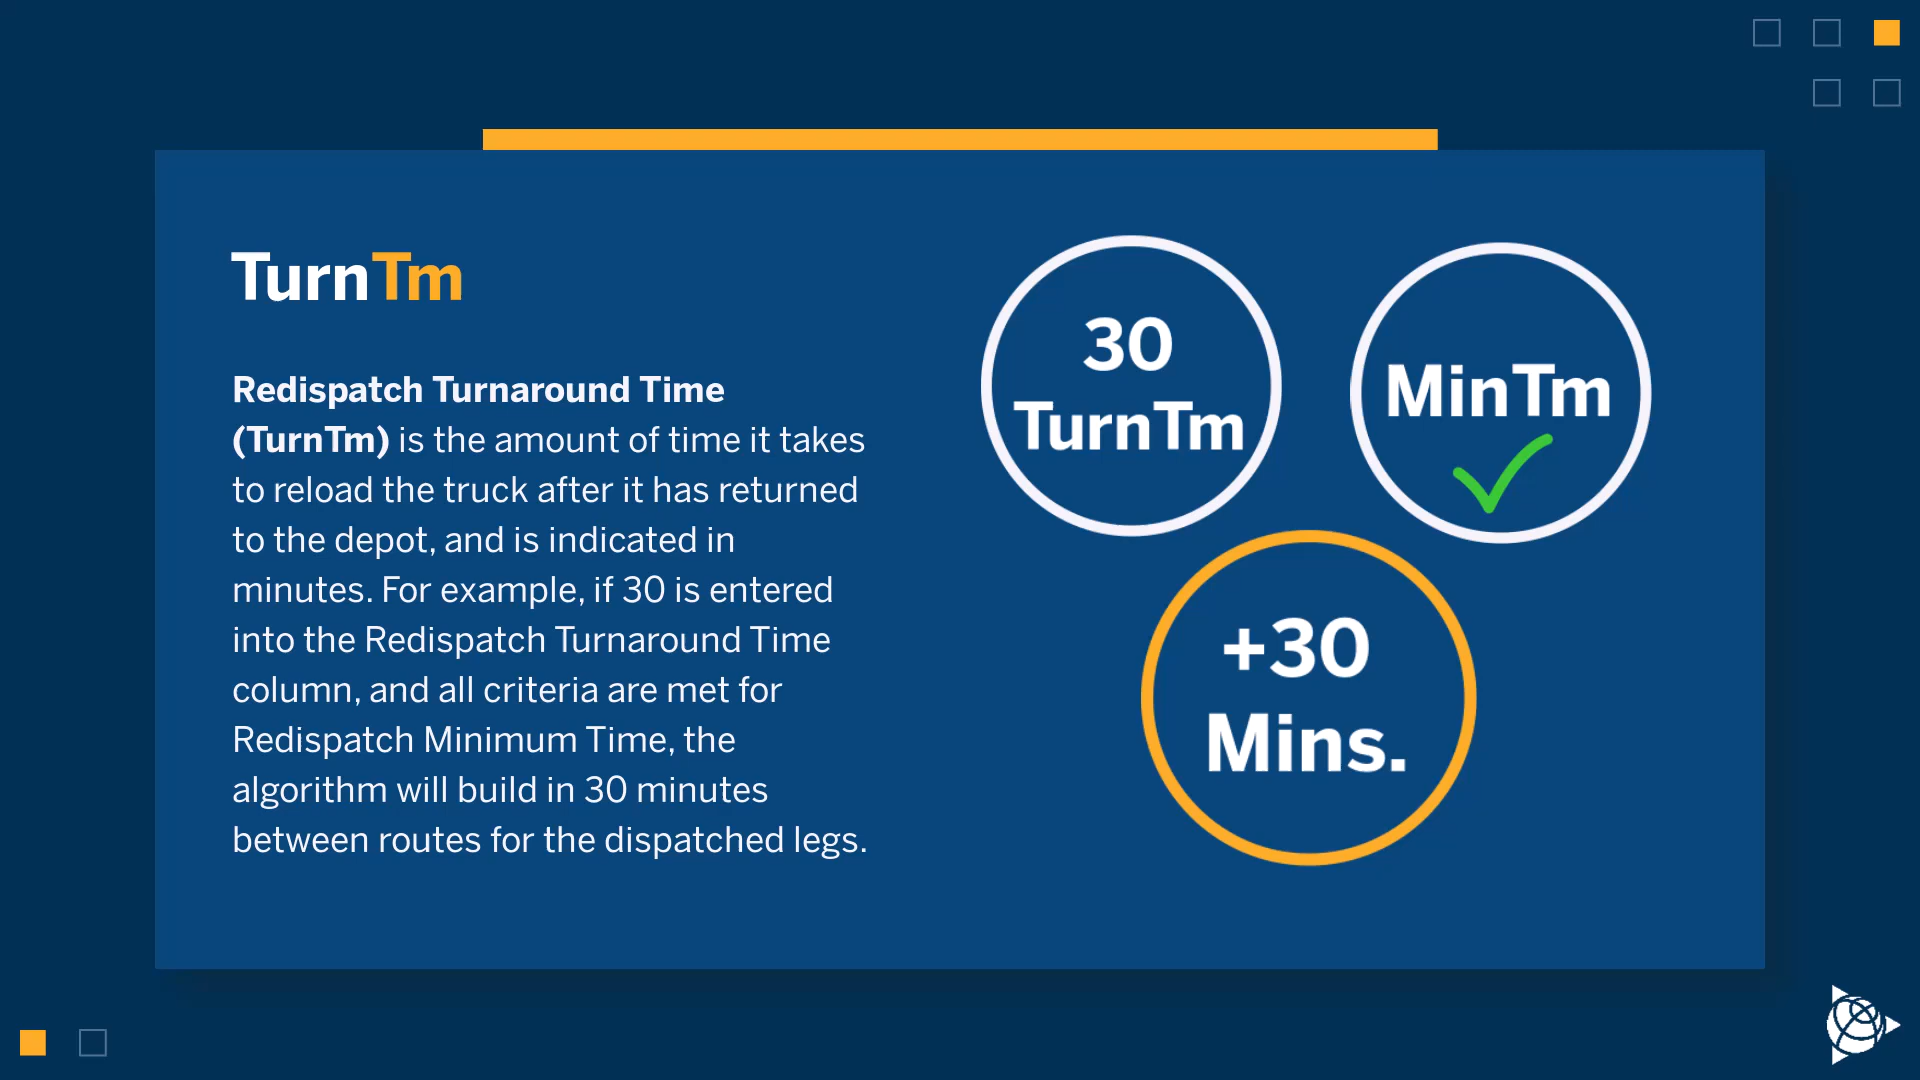 TurnTm
Redispatch Turnaround Time
(TurnTm) is the amount of time it takes
to reload the truck after it has returned
to the depot, and is indicated in
minutes. For example, if 30 is entered
into the Redispatch Turnaround Time
column, and all criteria are met for
Redispatch Minimum Time, the
algorithm will build in 30 minutes
between routes for the dispatched legs.
30
TurnTm
MinTm
+30
Mins.